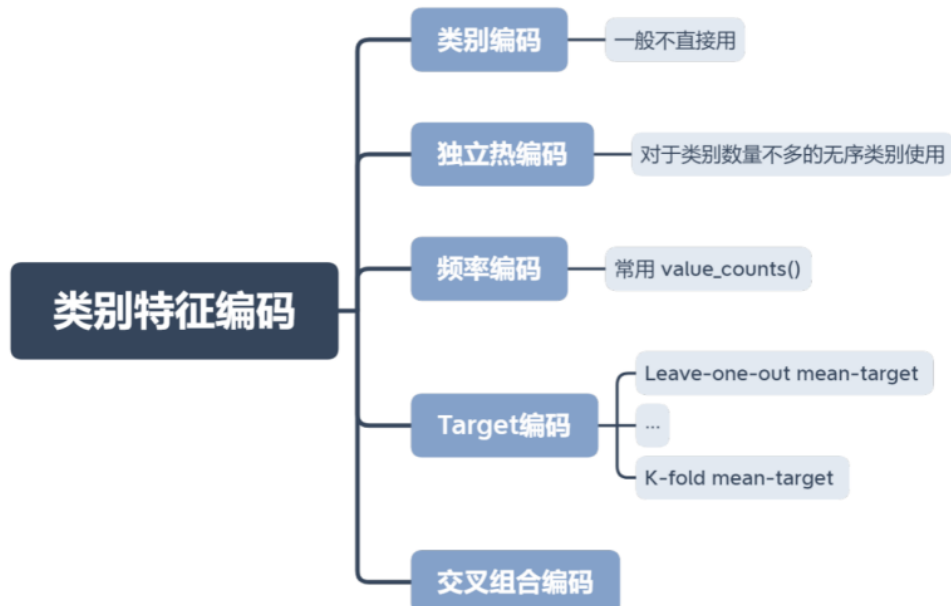 类别特征编码
类别编码
一般不直接用
独立热编码
对于类别数量不多的无序类别使用
频率编码
常用 value_counts()
Target编码
Leave-one-out mean-target
...
K-fold mean-target
交叉组合编码